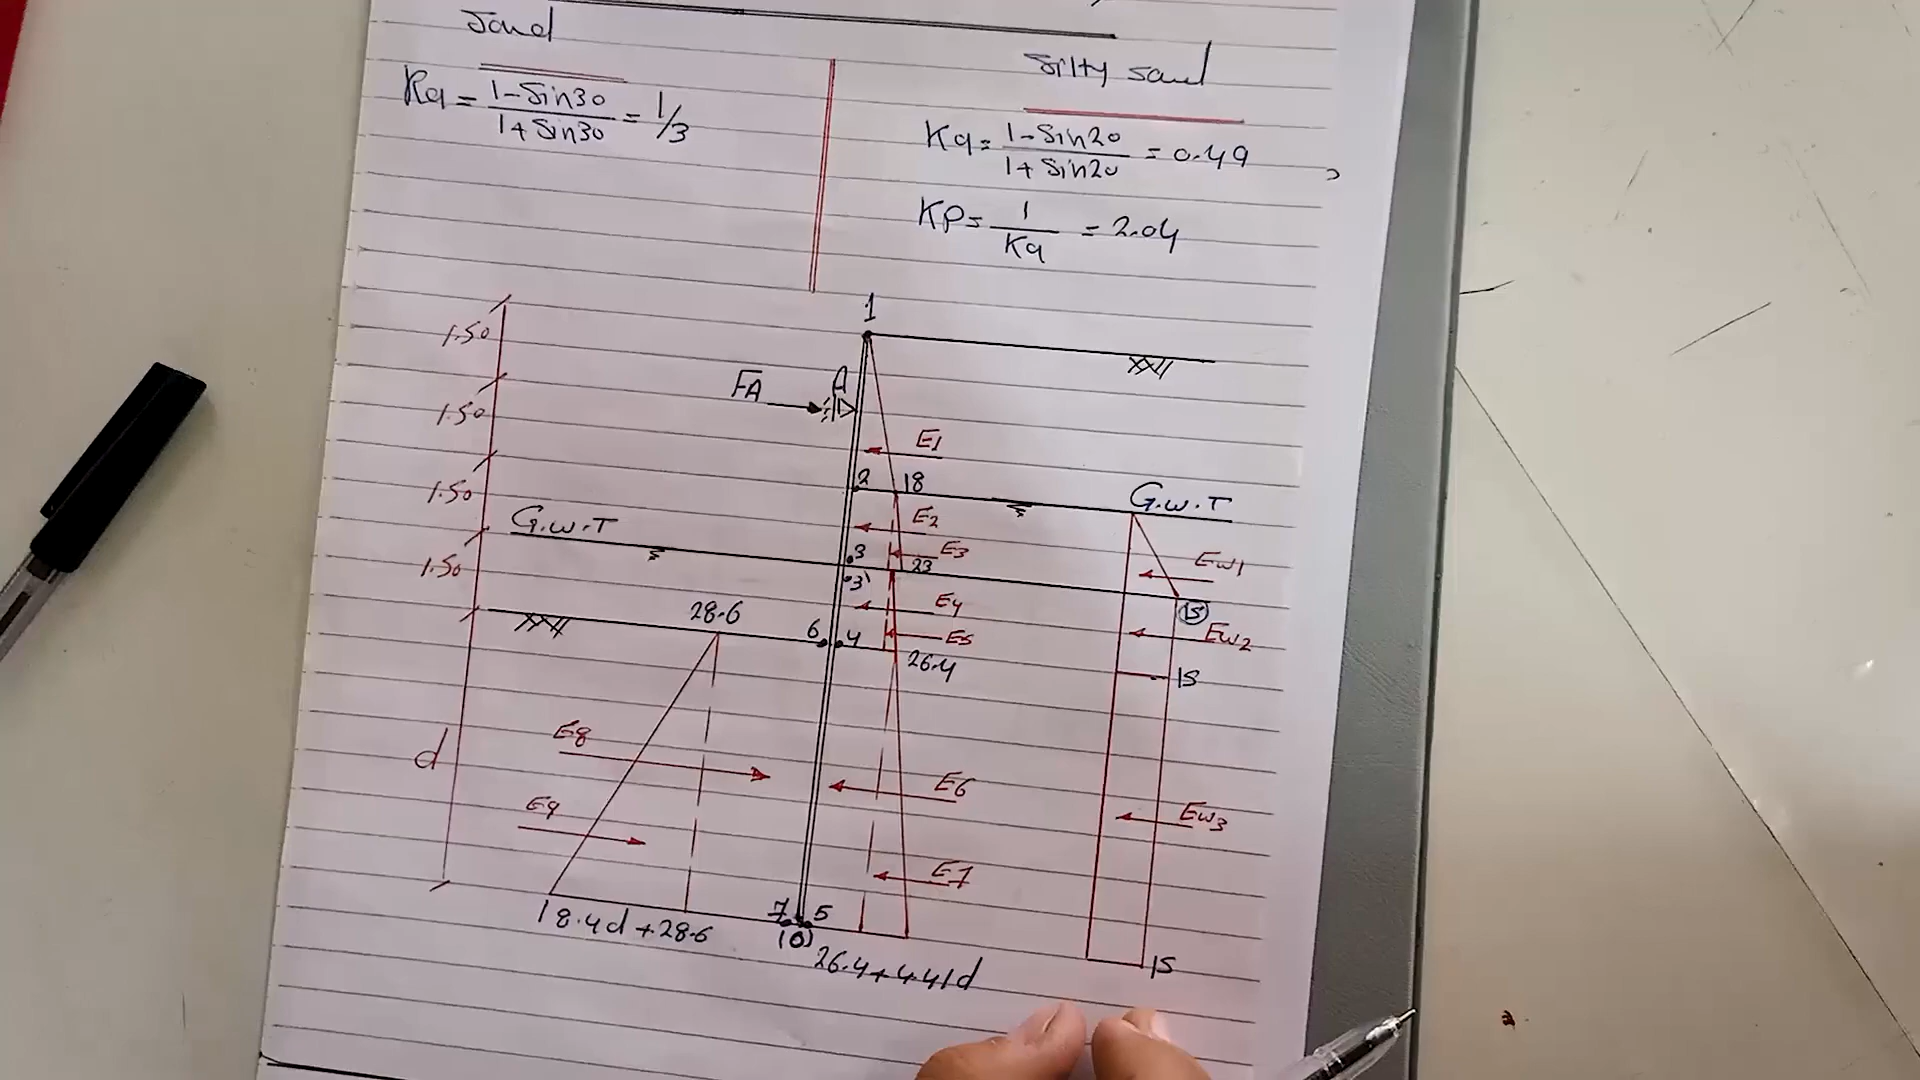 Sand
Ka = 1-Sin30 / 1+Sin30 = 1/3
Silty sand
Ka = 1-Sin20 / 1+Sin20 = 0.49
KP = 1 / Ka = 2.04
1
1.50
FA
A
1.50
E1
2
18
G.W.T
1.50
G.W.T
E2
3
E3
23
Ew1
1.50
3'
E4
15
28.6
6
4
E5
Ew2
26.4
15
E8
d
E6
E9
Ew3
E7
7
5
18.4d+28.6
(0)
26.4+4.41d
15